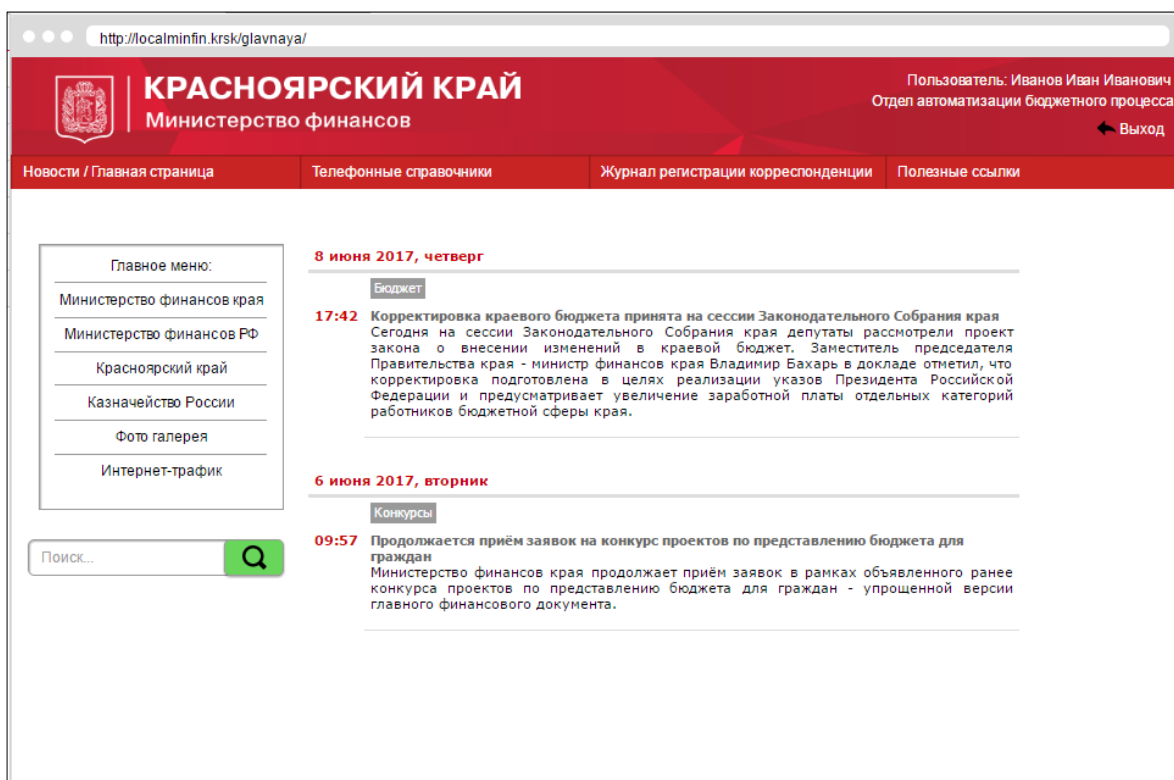 http://localminfin.krsk/glavnaya/
КРАСНОЯРСКИЙ КРАЙ
Министерство финансов
Пользователь: Иванов Иван Иванович
Отдел автоматизации бюджетного процесса
Выход
Новости / Главная страница
Телефонные справочники
Журнал регистрации корреспонденции
Полезные ссылки
Главное меню:
Министерство финансов края
Министерство финансов РФ
Красноярский край
Казначейство России
Фото галерея
Интернет-трафик
Поиск...
8 июня 2017, четверг
Бюджет
17:42 Корректировка краевого бюджета принята на сессии Законодательного Собрания края
Сегодня на сессии Законодательного Собрания края депутаты рассмотрели проект
закона о внесении изменений в краевой бюджет. Заместитель председателя
Правительства края - министр финансов края Владимир Бахарь в докладе отметил, что
корректировка подготовлена в целях реализации указов Президента Российской
Федерации и предусматривает увеличение заработной платы отдельных категорий
работников бюджетной сферы края.
6 июня 2017, вторник
Конкурсы
09:57 Продолжается приём заявок на конкурс проектов по представлению бюджета для
граждан
Министерство финансов края продолжает приём заявок в рамках объявленного ранее
конкурса проектов по представлению бюджета для граждан - упрощенной версии
главного финансового документа.